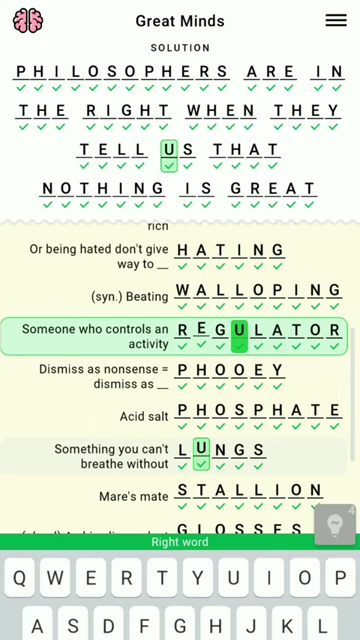 Great Minds
SOLUTION
PHILOSOPHERS ARE IN
THE RIGHT WHEN THEY
TELL US THAT
NOTHING IS GREAT
rich
Or being hated don't give
way to __
HATING
(syn.) Beating
WALLOPING
Someone who controls an
activity
REGULATOR
Dismiss as nonsense =
dismiss as __
PHOOEY
Acid salt
PHOSPHATE
Something you can't
breathe without
LUNGS
Mare's mate
STALLION
GLOSSES
4
Right word
Q W E R T Y U I O P
A S D F G H J K L